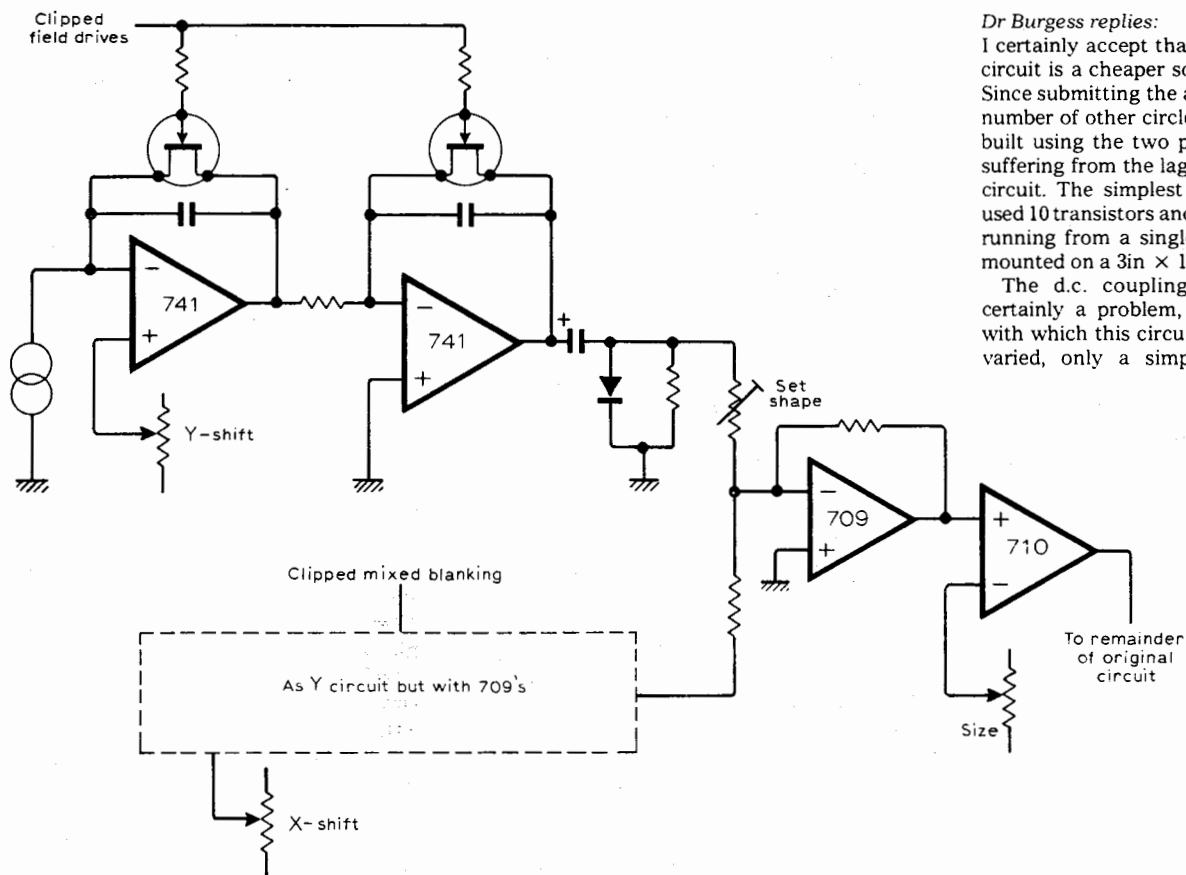 Clipped
field drives
Dr Burgess replies:
I certainly accept tha
circuit is a cheaper so
Since submitting the a
number of other circle
built using the two p
suffering from the lag
circuit. The simplest
used 10 transistors and
running from a single
mounted on a 3in × 1
The d.c. coupling
certainly a problem,
with which this circu
varied, only a simp
741
−
+
Y-shift
741
−
+
+
Set
shape
709
−
+
710
+
−
Size
To remainder
of original
circuit
Clipped mixed blanking
As Y circuit but with 709's
X-shift